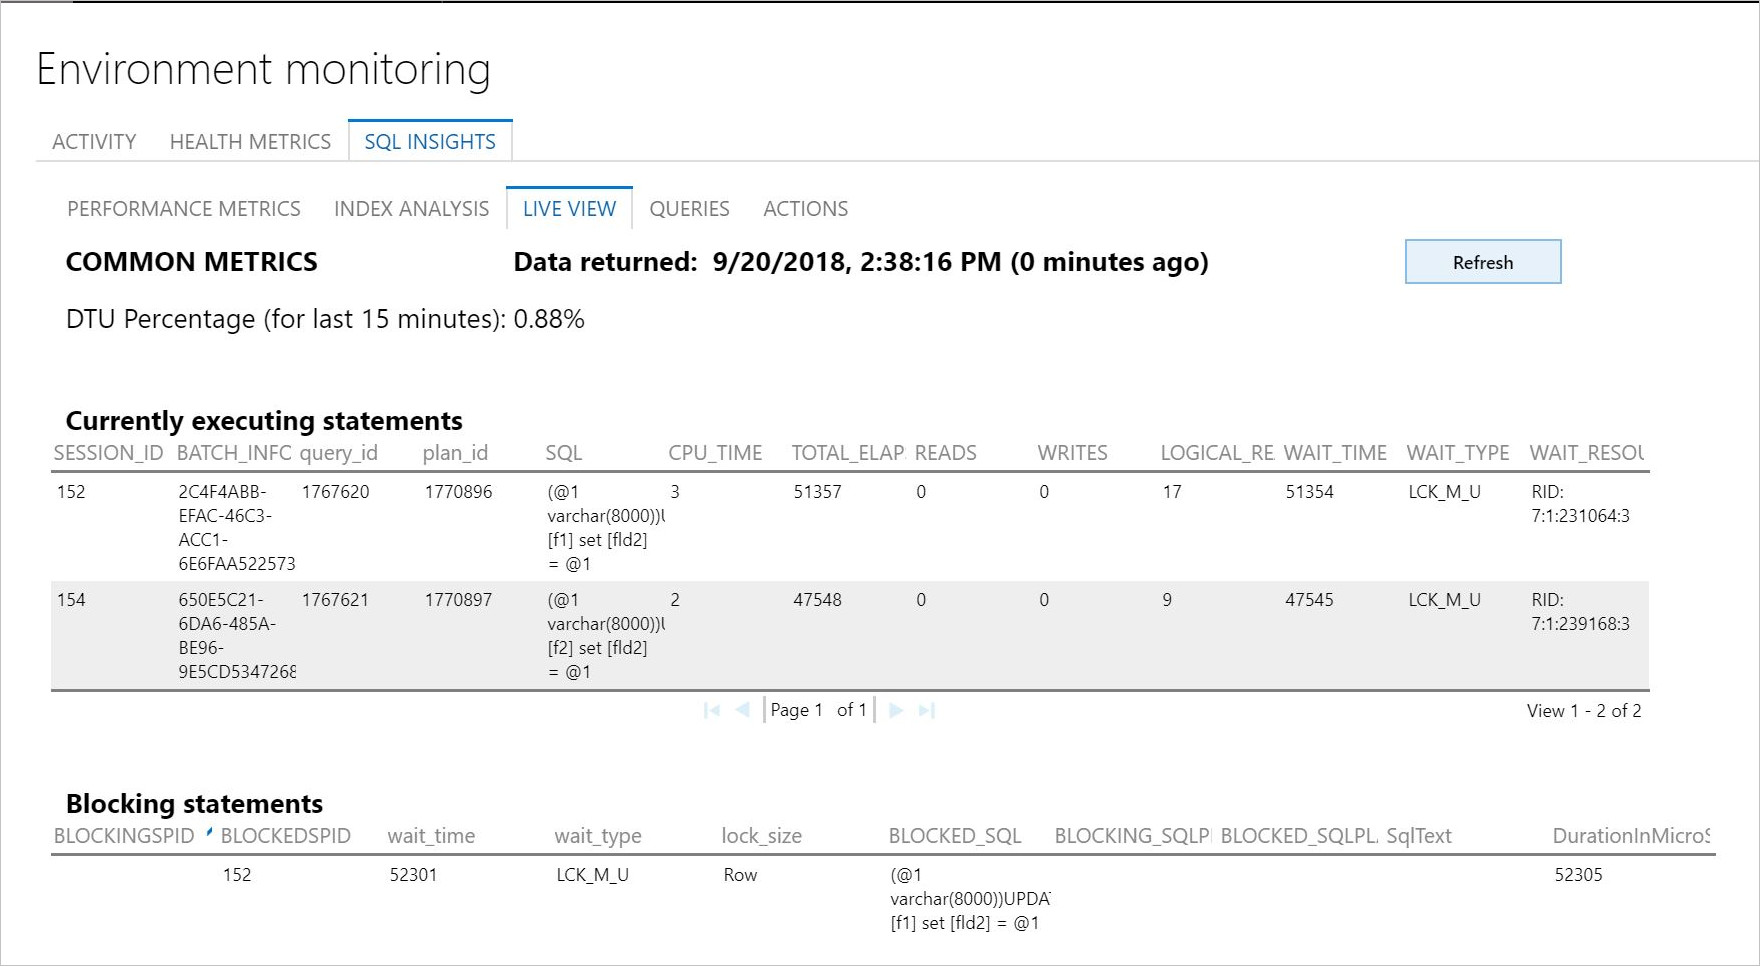 Environment monitoring
ACTIVITY HEALTH METRICS SQL INSIGHTS
PERFORMANCE METRICS INDEX ANALYSIS LIVE VIEW QUERIES ACTIONS
COMMON METRICS Data returned: 9/20/2018, 2:38:16 PM (0 minutes ago) Refresh
DTU Percentage (for last 15 minutes): 0.88%
Currently executing statements
SESSION_ID BATCH_INFO query_id plan_id SQL CPU_TIME TOTAL_ELAP READS WRITES LOGICAL_RE WAIT_TIME WAIT_TYPE WAIT_RESOU
152 2C4F4ABB- 1767620 1770896 (@1 3 51357 0 0 17 51354 LCK_M_U RID:
EFAC-46C3- varchar(8000))U 7:1:231064:3
ACC1- [f1] set [fld2]
6E6FAA522573 = @1
154 650E5C21- 1767621 1770897 (@1 2 47548 0 0 9 47545 LCK_M_U RID:
6DA6-485A- varchar(8000))U 7:1:239168:3
BE96- [f2] set [fld2]
9E5CD5347268 = @1
Page 1 of 1 View 1 - 2 of 2
Blocking statements
BLOCKINGSPID BLOCKEDSPID wait_time wait_type lock_size BLOCKED_SQL BLOCKING_SQLPL BLOCKED_SQLPL SqlText DurationInMicroS
152 52301 LCK_M_U Row (@1 52305
varchar(8000))UPDAT
[f1] set [fld2] = @1